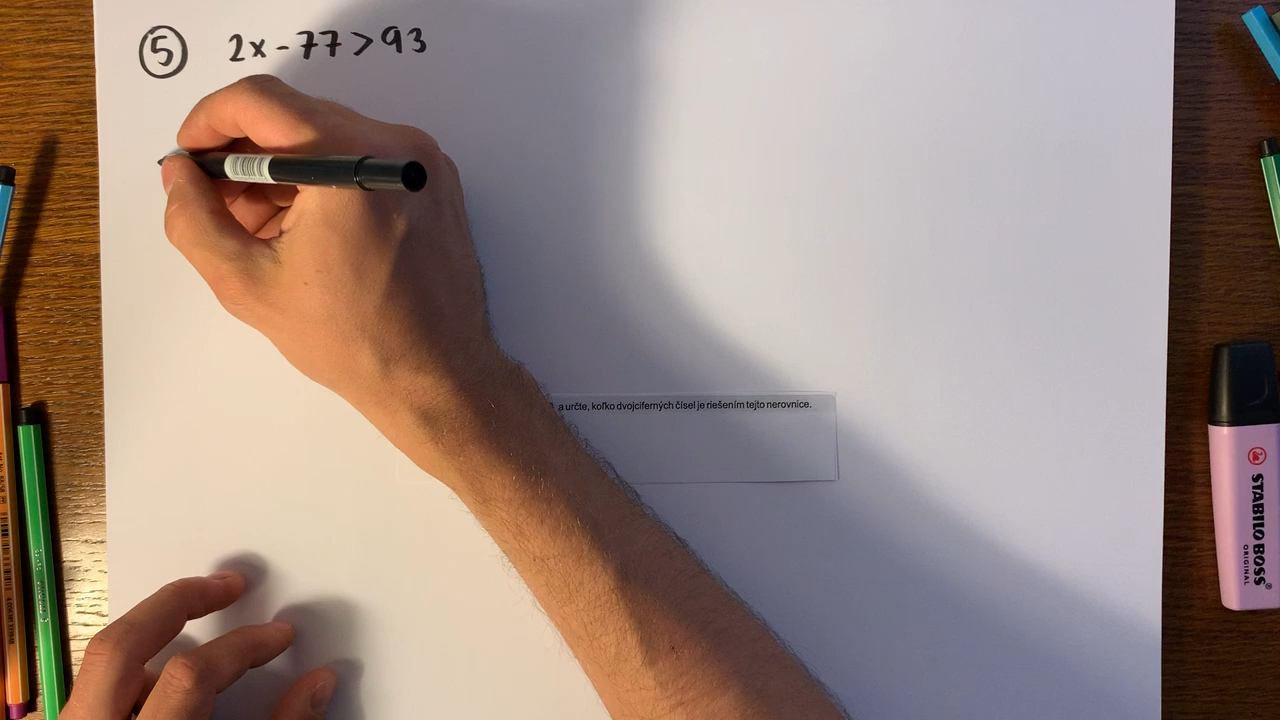 5 2x - 77 > 93
a určte, koľko dvojciferných čísel je riešením tejto nerovnice.
STABILO BOSS®
ORIGINAL